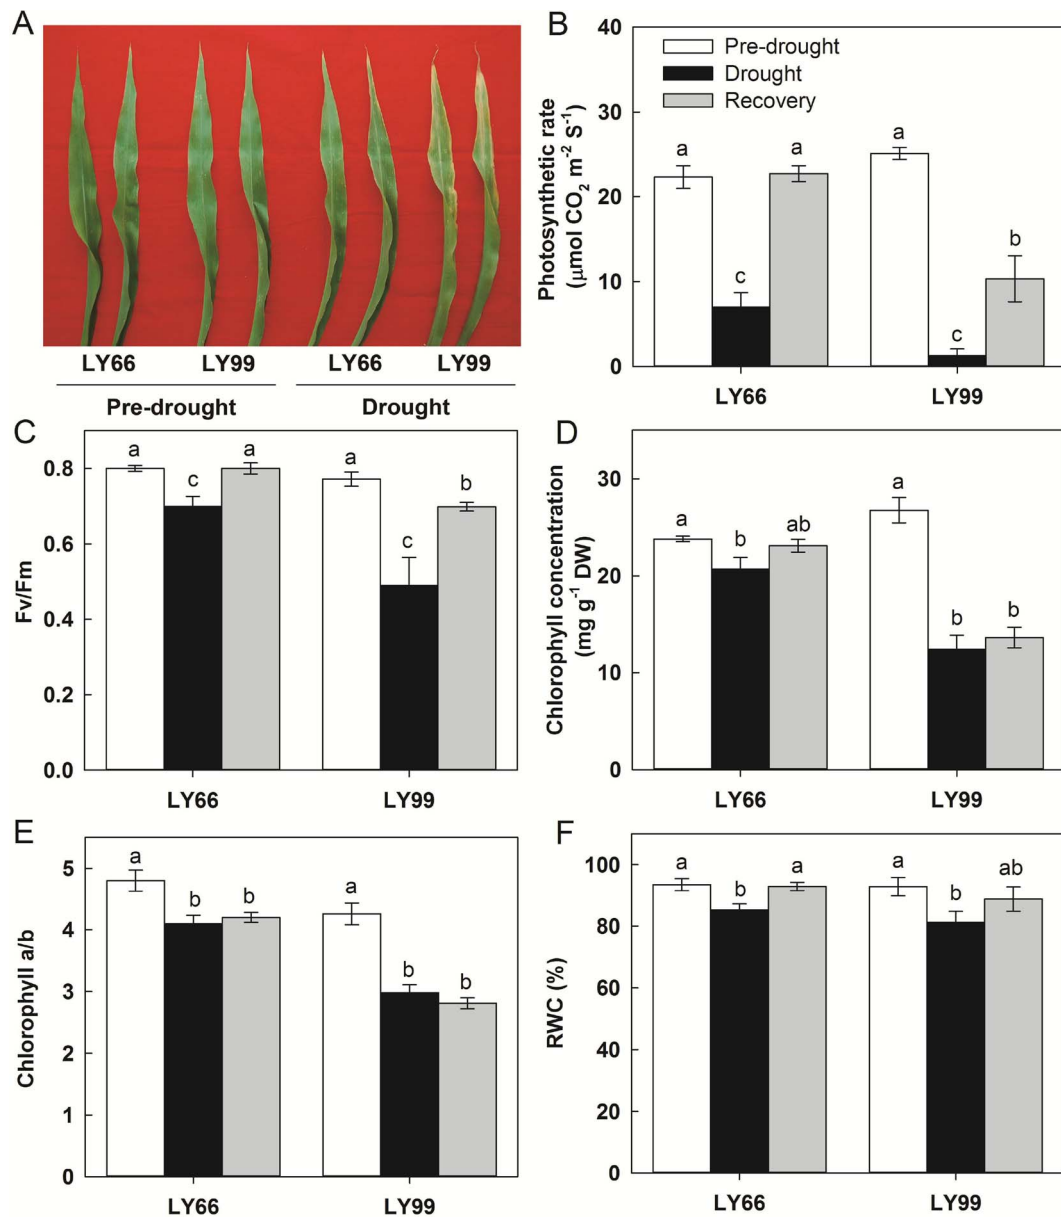 A
LY66
LY99
LY66
LY99
Pre-drought
Drought
B
40
30
20
10
0
Photosynthetic rate
(μmol CO₂ m⁻² S⁻¹)
Pre-drought
Drought
Recovery
a
c
a
a
c
b
LY66
LY99
C
0.8
0.6
0.4
0.2
0.0
Fv/Fm
a
c
a
a
c
b
LY66
LY99
D
30
20
10
0
Chlorophyll concentration
(mg g⁻¹ DW)
a
b
ab
a
b
b
LY66
LY99
E
5
4
3
2
1
0
Chlorophyll a/b
a
b
b
a
b
b
LY66
LY99
F
100
80
60
40
20
0
RWC (%)
a
b
a
a
b
ab
LY66
LY99